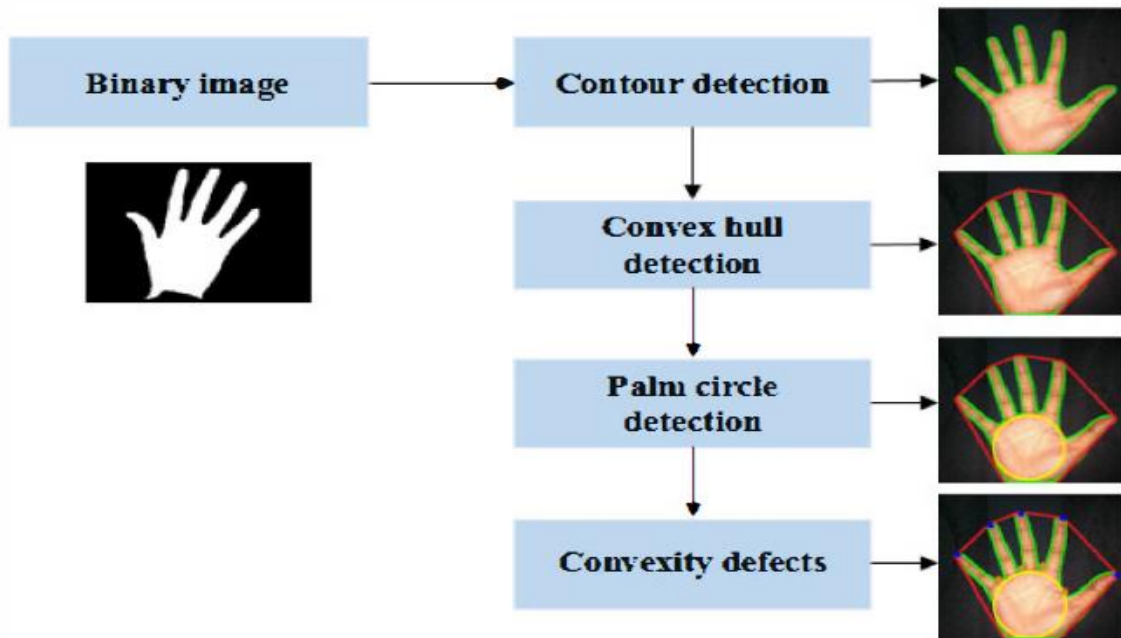 Binary image
Contour detection
Convex hull
detection
Palm circle
detection
Convexity defects